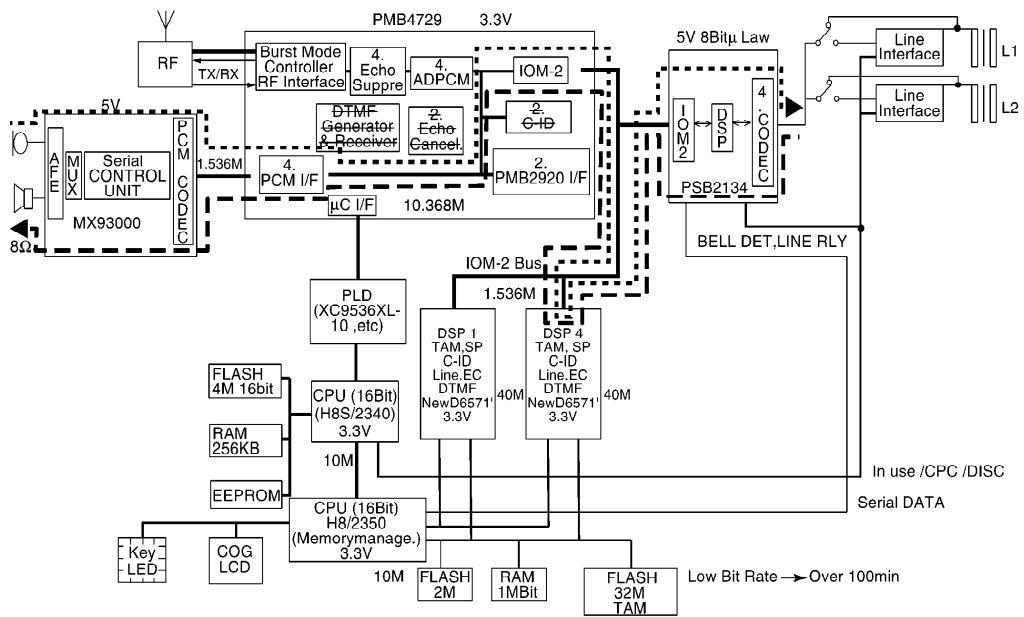 PMB4729 3.3V
RF
TX/RX
Burst Mode
Controller
RF Interface
4.
Echo
Suppre
4.
ADPCM
IOM-2
DTMF
Generator
& Receiver
2.
Echo
Cancel.
2.
C-ID
4.
PCM I/F
2.
PMB2920 I/F
10.368M
μC I/F
5V
AFE
MUX
Serial
CONTROL
UNIT
PCM CODEC
MX93000
8Ω
1.536M
5V 8Bitμ Law
IOM2
DSP
4. CODEC
PSB2134
Line
Interface
L1
Line
Interface
L2
BELL DET,LINE RLY
IOM-2 Bus
1.536M
PLD
(XC9536XL-
10 ,etc)
DSP 1
TAM,SP
C-ID
Line.EC
DTMF
NewD6571'
3.3V
40M
DSP 4
TAM, SP
C-ID
Line.EC
DTMF
NewD6571'
3.3V
40M
FLASH
4M 16bit
RAM
256KB
EEPROM
CPU (16Bit)
(H8S/2340)
3.3V
10M
In use /CPC /DISC
Serial DATA
CPU (16Bit)
H8/2350
(Memorymanage.)
3.3V
Key
LED
COG
LCD
10M
FLASH
2M
RAM
1MBit
FLASH
32M
TAM
Low Bit Rate → Over 100min